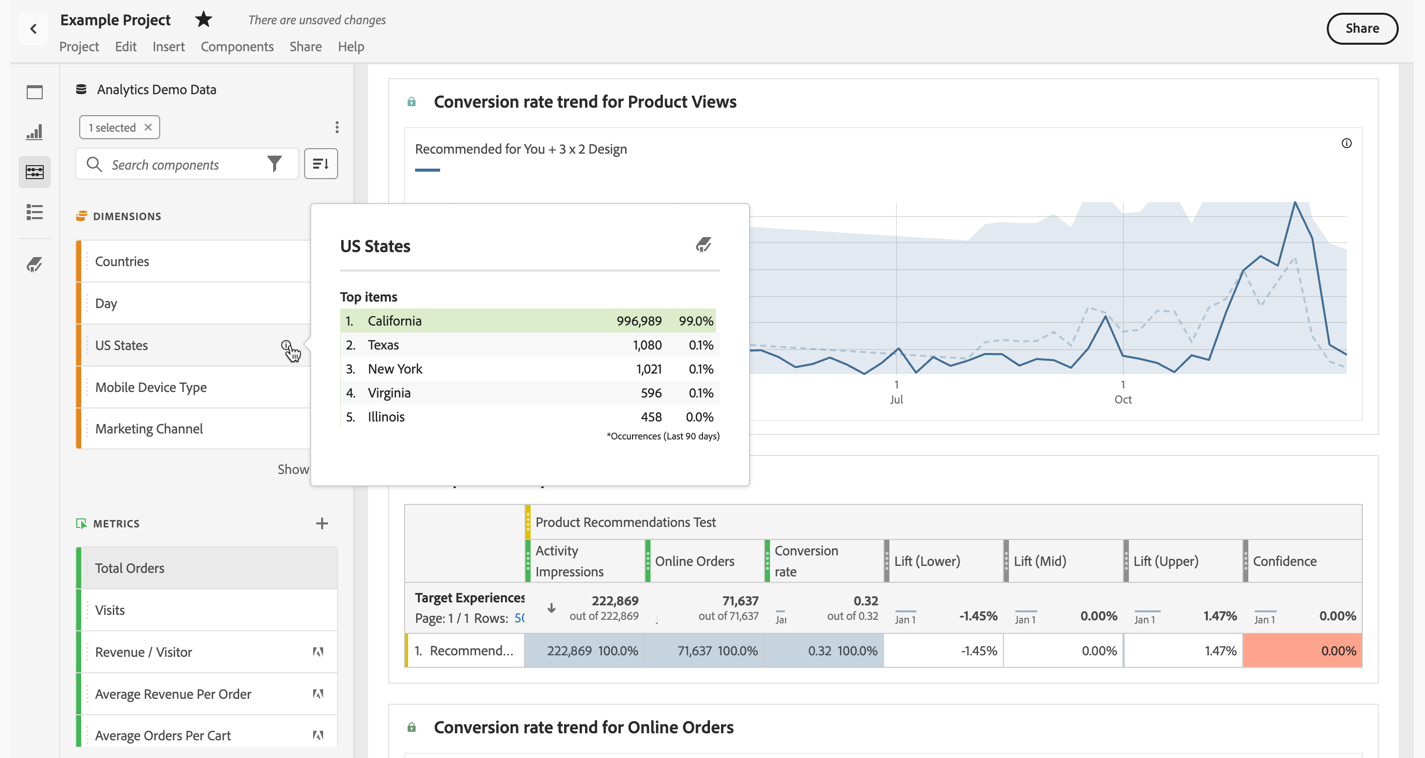 Example Project
There are unsaved changes
Share
Project Edit Insert Components Share Help
Analytics Demo Data
1 selected
Search components
DIMENSIONS
Countries
Day
US States
Mobile Device Type
Marketing Channel
Show
METRICS
Total Orders
Visits
Revenue / Visitor
Average Revenue Per Order
Average Orders Per Cart
US States
Top items
1. California 996,989 99.0%
2. Texas 1,080 0.1%
3. New York 1,021 0.1%
4. Virginia 596 0.1%
5. Illinois 458 0.0%
*Occurrences (Last 90 days)
Conversion rate trend for Product Views
Recommended for You + 3 x 2 Design
1 1
Jul Oct
Product Recommendations Test
Activity Impressions
Online Orders
Conversion rate
Lift (Lower)
Lift (Mid)
Lift (Upper)
Confidence
Target Experiences
Page: 1 / 1 Rows: 50
222,869
out of 222,869
71,637
out of 71,637
Jan
0.32
out of 0.32
Jan 1 -1.45%
Jan 1 0.00%
Jan 1 1.47%
Jan 1 0.00%
1. Recommend... 222,869 100.0% 71,637 100.0% 0.32 100.0% -1.45% 0.00% 1.47% 0.00%
Conversion rate trend for Online Orders